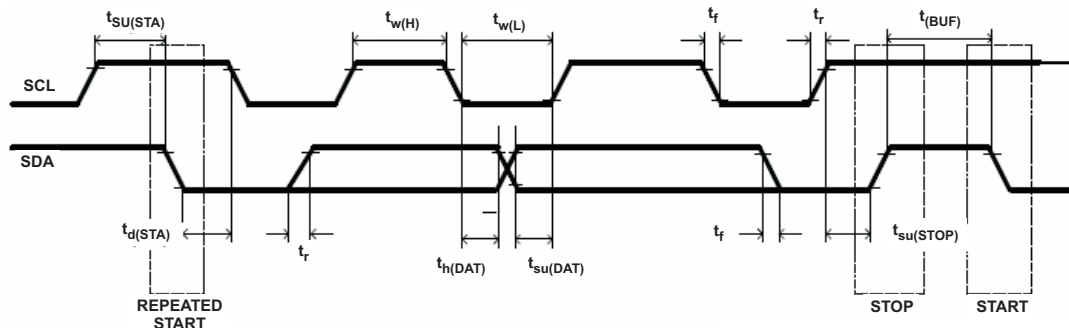 tSU(STA)
tw(H)
tw(L)
tf
tr
t(BUF)
SCL
SDA
td(STA)
tr
th(DAT)
tsu(DAT)
tf
tsu(STOP)
REPEATED
START
STOP
START